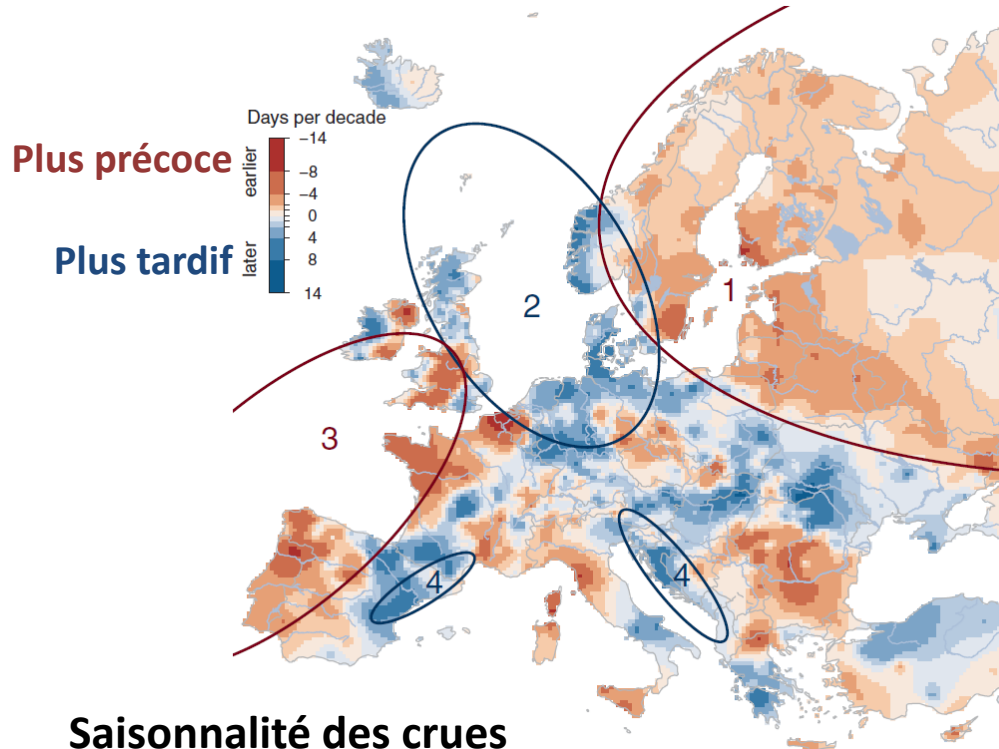 Days per decade
Plus précoce
Plus tardif
earlier
later
−14
−8
−4
0
4
8
14
1
2
3
4
4
Saisonnalité des crues